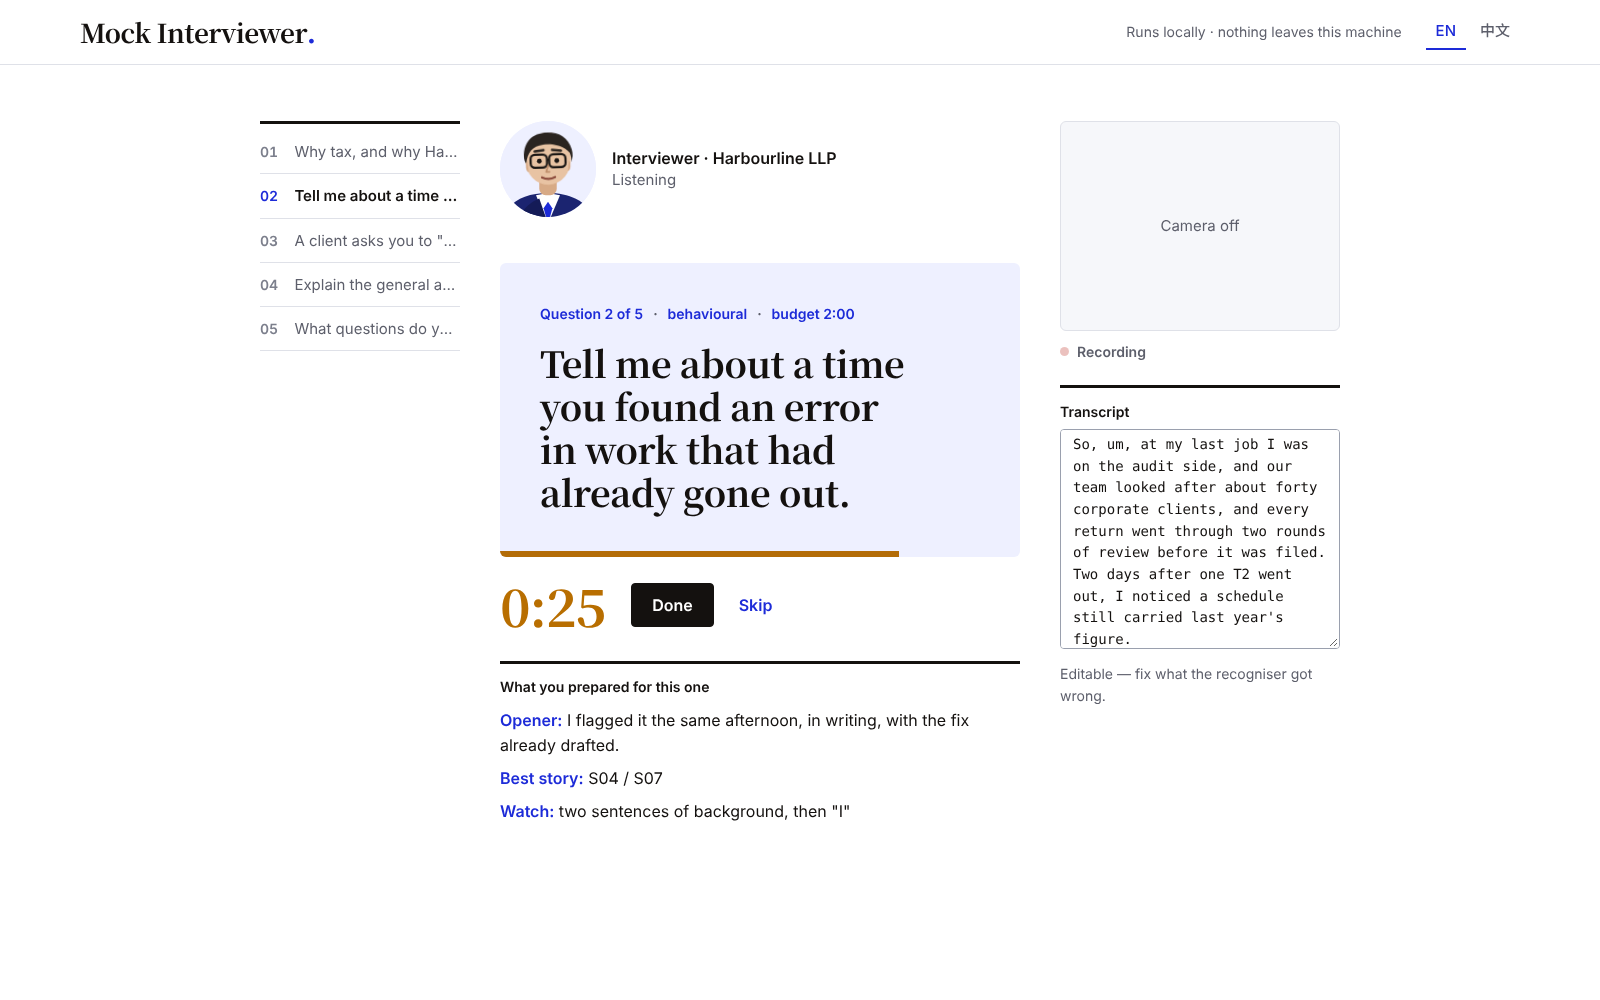 Mock Interviewer.
Runs locally · nothing leaves this machine
EN
中文
01 Why tax, and why Ha...
02 Tell me about a time ...
03 A client asks you to "...
04 Explain the general a...
05 What questions do y...
Interviewer · Harbourline LLP
Listening
Question 2 of 5 · behavioural · budget 2:00
Tell me about a time
you found an error
in work that had
already gone out.
0:25
Done
Skip
What you prepared for this one
Opener: I flagged it the same afternoon, in writing, with the fix
already drafted.
Best story: S04 / S07
Watch: two sentences of background, then "I"
Camera off
Recording
Transcript
So, um, at my last job I was
on the audit side, and our
team looked after about forty
corporate clients, and every
return went through two rounds
of review before it was filed.
Two days after one T2 went
out, I noticed a schedule
still carried last year's
figure.
Editable — fix what the recogniser got
wrong.